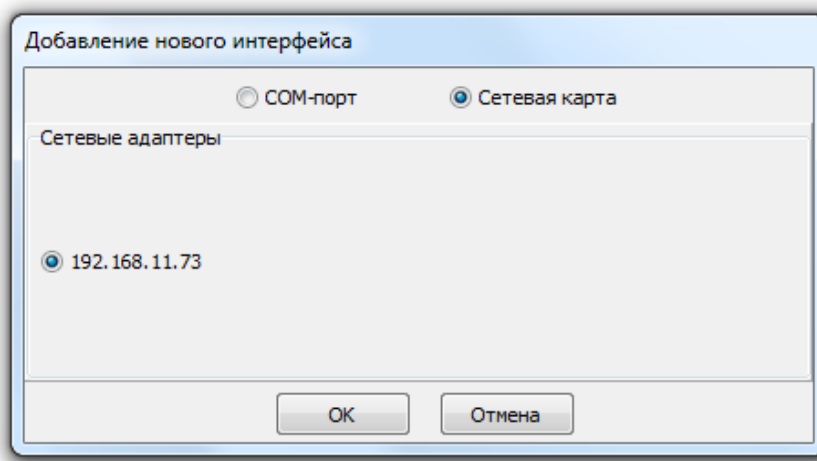 Добавление нового интерфейса
COM-порт Сетевая карта
Сетевые адаптеры
192.168.11.73
OK Отмена